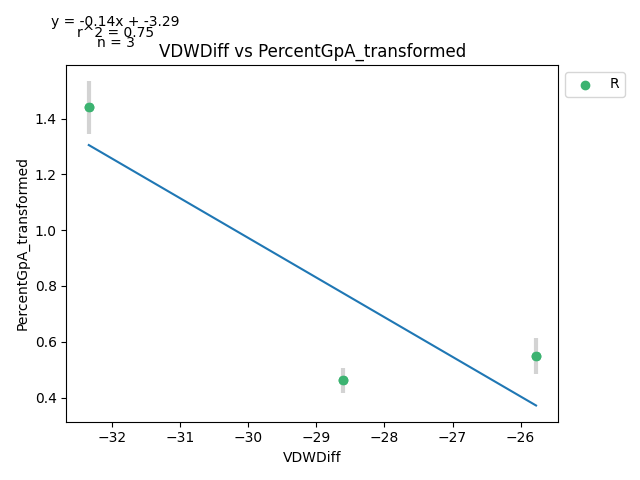 y = -0.14x + -3.29
r^2 = 0.75
n = 3
VDWDiff vs PercentGpA_transformed
R
PercentGpA_transformed
1.4
1.2
1.0
0.8
0.6
0.4
−32 −31 −30 −29 −28 −27 −26
VDWDiff